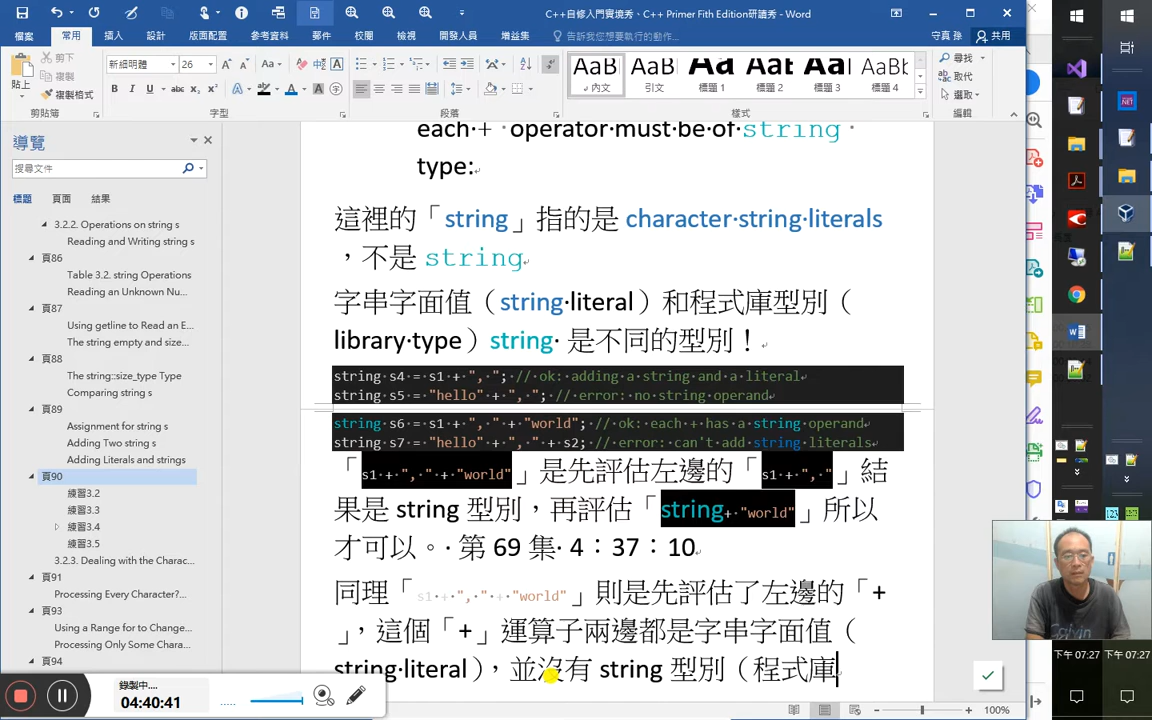 C++自修入門實境秀、C++ Primer Fith Edition研讀秀 - Word
檔案 常用 插入 設計 版面配置 參考資料 郵件 校閱 檢視 開發人員 增益集 告訴我您想要執行的動作... 守真 孫 共用
貼上 剪下 複製 複製格式
新細明體 26
AaB AaBb AaB AaB AaB AaBb
內文 標題 1 標題 2 標題 3 標題 4
尋找 取代 選取
剪貼簿 字型 段落 樣式 編輯
導覽
搜尋文件
標題 頁面 結果
3.2.2. Operations on string s
Reading and Writing string s
頁86
Table 3.2. string Operations
Reading an Unknown Nu...
頁87
Using getline to Read an E...
The string empty and size...
頁88
The string::size_type Type
Comparing string s
頁89
Assignment for string s
Adding Two string s
Adding Literals and strings
頁90
練習3.2
練習3.3
練習3.4
練習3.5
3.2.3. Dealing with the Charac...
頁91
Processing Every Character?...
頁93
Using a Range for to Change...
Processing Only Some Chara...
頁94
each + operator must be of string
type:
這裡的「string」指的是 character string literals
,不是 string
字串字面值(string literal)和程式庫型別(
library type)string 是不同的型別!
string s4 = s1 + ", "; // ok: adding a string and a literal
string s5 = "hello" + ", "; // error: no string operand
string s6 = s1 + ", " + "world"; // ok: each + has a string operand
string s7 = "hello" + ", " + s2; // error: can't add string literals
「s1 + ", " + "world"」是先評估左邊的「s1 + ", "」結
果是 string 型別,再評估「string+ "world"」所以
才可以。 第 69 集 4:37:10
同理「s1 + ", " + "world"」則是先評估了左邊的「+
」,這個「+」運算子兩邊都是字串字面值(
string literal),並沒有 string 型別(程式庫
錄製中....
04:40:41
100%
下午 07:27 下午 07:27